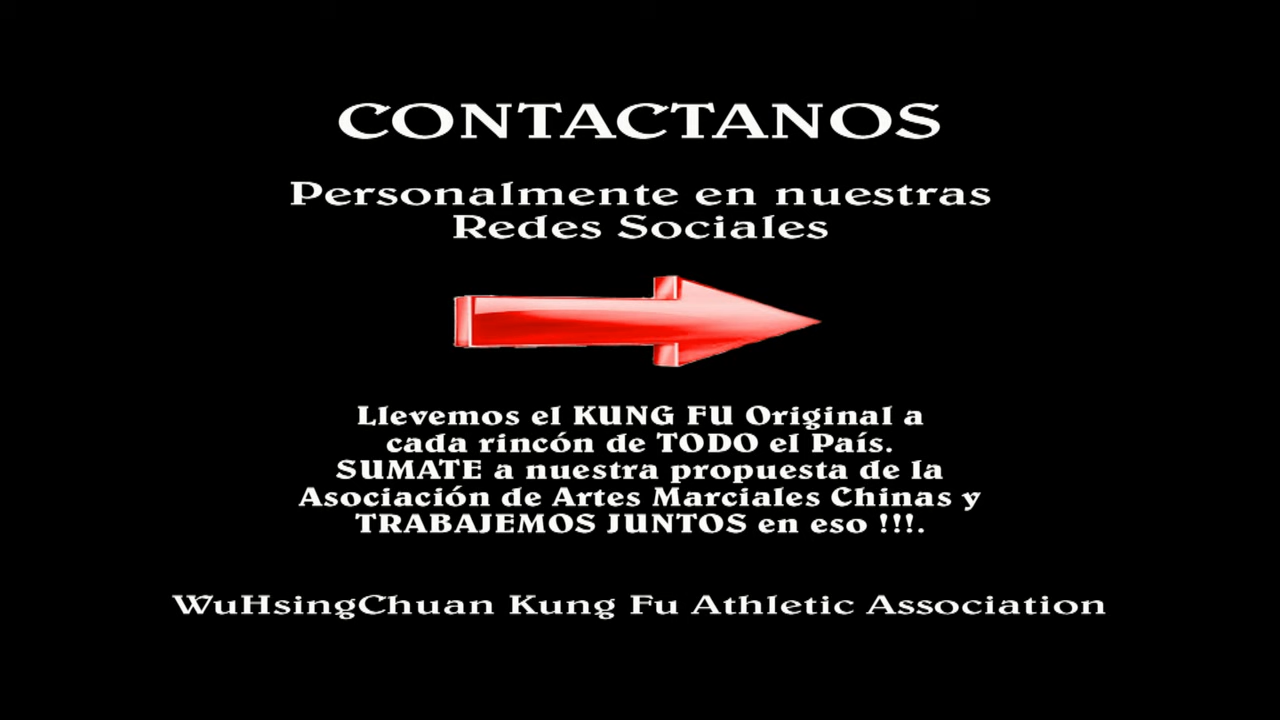 CONTACTANOS
Personalmente en nuestras
Redes Sociales
Llevemos el KUNG FU Original a
cada rincón de TODO el País.
SUMATE a nuestra propuesta de la
Asociación de Artes Marciales Chinas y
TRABAJEMOS JUNTOS en eso !!!.
WuHsingChuan Kung Fu Athletic Association